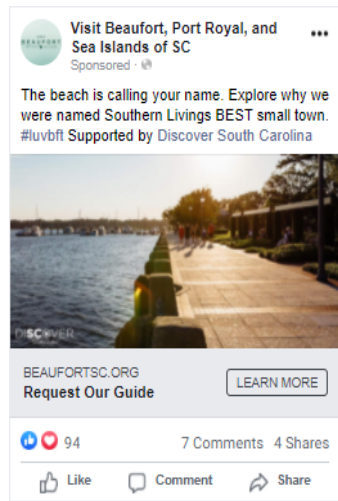 BEAUFORT
Visit Beaufort, Port Royal, and
Sea Islands of SC
Sponsored ·
The beach is calling your name. Explore why we
were named Southern Livings BEST small town.
#luvbft Supported by Discover South Carolina
DISCOVER
BEAUFORTSC.ORG
Request Our Guide
LEARN MORE
94
7 Comments 4 Shares
Like Comment Share